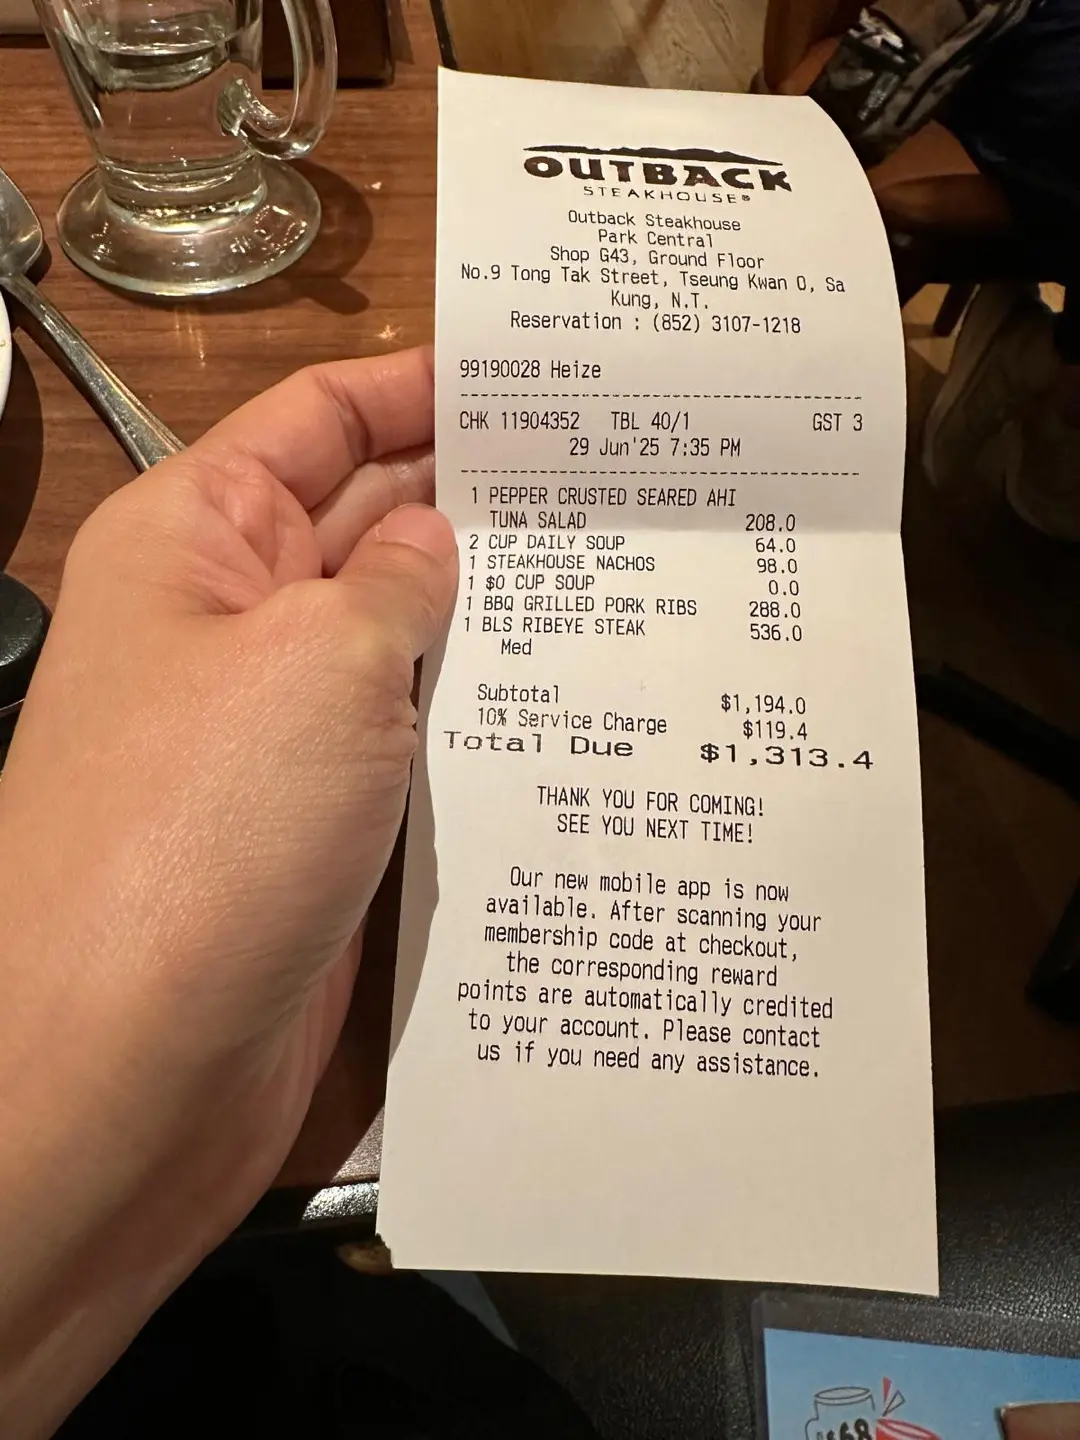 OUTBACK
STEAKHOUSE®
Outback Steakhouse
Park Central
Shop G43, Ground Floor
No.9 Tong Tak Street, Tseung Kwan O, Sa
Kung, N.T.
Reservation : (852) 3107-1218
99190028 Heize
CHK 11904352 TBL 40/1 GST 3
29 Jun'25 7:35 PM
1 PEPPER CRUSTED SEARED AHI
TUNA SALAD 208.0
2 CUP DAILY SOUP 64.0
1 STEAKHOUSE NACHOS 98.0
1 $0 CUP SOUP 0.0
1 BBQ GRILLED PORK RIBS 288.0
1 BLS RIBEYE STEAK 536.0
Med
Subtotal $1,194.0
10% Service Charge $119.4
Total Due $1,313.4
THANK YOU FOR COMING!
SEE YOU NEXT TIME!
Our new mobile app is now
available. After scanning your
membership code at checkout,
the corresponding reward
points are automatically credited
to your account. Please contact
us if you need any assistance.